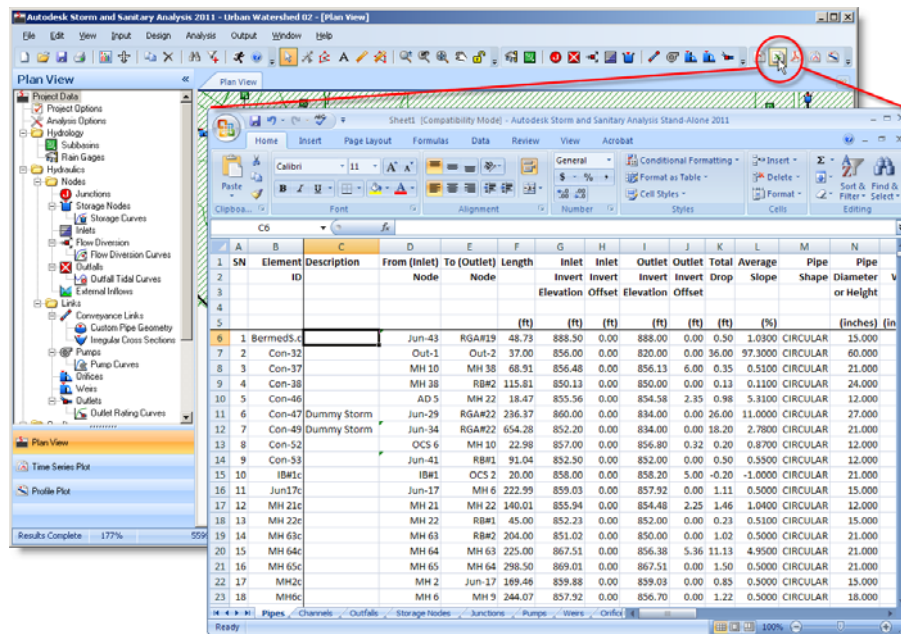 Autodesk Storm and Sanitary Analysis 2011 - Urban Watershed 02 - [Plan View]
File Edit View Input Design Analysis Output Window Help
Plan View
Plan View
Project Data
Project Options
Analysis Options
Hydrology
Subbasins
Rain Gages
Hydraulics
Nodes
Junctions
Storage Nodes
Storage Curves
Inlets
Flow Diversion
Flow Diversion Curves
Outfalls
Outfall Tidal Curves
External Inflows
Links
Conveyance Links
Custom Pipe Geometry
Irregular Cross Sections
Pumps
Pump Curves
Orifices
Weirs
Outlets
Outlet Rating Curves
Plan View
Time Series Plot
Profile Plot
Results Complete 177%
Sheet1 [Compatibility Mode] - Autodesk Storm and Sanitary Analysis Stand-Alone 2011
Home Insert Page Layout Formulas Data Review View Acrobat
Paste
Calibri 11
B I U
General
$ % ,
Conditional Formatting
Format as Table
Cell Styles
Insert
Delete
Format
Sort & Filter
Find & Select
Clipboa... Font Alignment Number Styles Cells Editing
C6 fx
A B C D E F G H I J K L M N
1 SN Element Description From (Inlet) To (Outlet) Length Inlet Inlet Outlet Outlet Total Average Pipe Pipe
2 ID Node Node Invert Invert Invert Invert Drop Slope Shape Diameter
3 Elevation Offset Elevation Offset or Height
4
5 (ft) (ft) (ft) (ft) (ft) (ft) (%) (inches)
6 1 BermedS.c Jun-43 RGA#19 48.73 888.50 0.00 888.00 0.00 0.50 1.0300 CIRCULAR 15.000
7 2 Con-32 Out-1 Out-2 37.00 856.00 0.00 820.00 0.00 36.00 97.3000 CIRCULAR 60.000
8 3 Con-37 MH 10 MH 38 68.91 856.48 0.00 856.13 6.00 0.35 0.5100 CIRCULAR 21.000
9 4 Con-38 MH 38 RB#2 115.81 850.13 0.00 850.00 0.00 0.13 0.1100 CIRCULAR 24.000
10 5 Con-46 AD 5 MH 22 18.47 855.56 0.00 854.58 2.35 0.98 5.3100 CIRCULAR 12.000
11 6 Con-47 Dummy Storm Jun-29 RGA#22 236.37 860.00 0.00 834.00 0.00 26.00 11.0000 CIRCULAR 27.000
12 7 Con-49 Dummy Storm Jun-34 RGA#22 654.28 852.20 0.00 834.00 0.00 18.20 2.7800 CIRCULAR 21.000
13 8 Con-52 OCS 6 MH 10 22.98 857.00 0.00 856.80 0.32 0.20 0.8700 CIRCULAR 12.000
14 9 Con-53 Jun-41 RB#1 91.04 852.50 0.00 852.00 0.00 0.50 0.5500 CIRCULAR 12.000
15 10 IB#1c IB#1 OCS 2 20.00 858.00 0.00 858.20 5.00 -0.20 -1.0000 CIRCULAR 21.000
16 11 Jun17c Jun-17 MH 6 222.99 859.03 0.00 857.92 0.00 1.11 0.5000 CIRCULAR 15.000
17 12 MH 21c MH 21 MH 22 140.01 855.94 0.00 854.48 2.25 1.46 1.0400 CIRCULAR 12.000
18 13 MH 22c MH 22 RB#1 45.00 852.23 0.00 852.00 0.00 0.23 0.5100 CIRCULAR 15.000
19 14 MH 63c MH 63 RB#2 204.00 851.02 0.00 850.00 0.00 1.02 0.5000 CIRCULAR 21.000
20 15 MH 64c MH 64 MH 63 225.00 867.51 0.00 856.38 5.36 11.13 4.9500 CIRCULAR 21.000
21 16 MH 65c MH 65 MH 64 298.50 869.01 0.00 867.51 0.00 1.50 0.5000 CIRCULAR 21.000
22 17 MH2c MH 2 Jun-17 169.46 859.88 0.00 859.03 0.00 0.85 0.5000 CIRCULAR 15.000
23 18 MH6c MH 6 MH 9 244.07 857.92 0.00 856.70 0.00 1.22 0.5000 CIRCULAR 18.000
Pipes Channels Outfalls Storage Nodes Junctions Pumps Weirs
Ready 100%